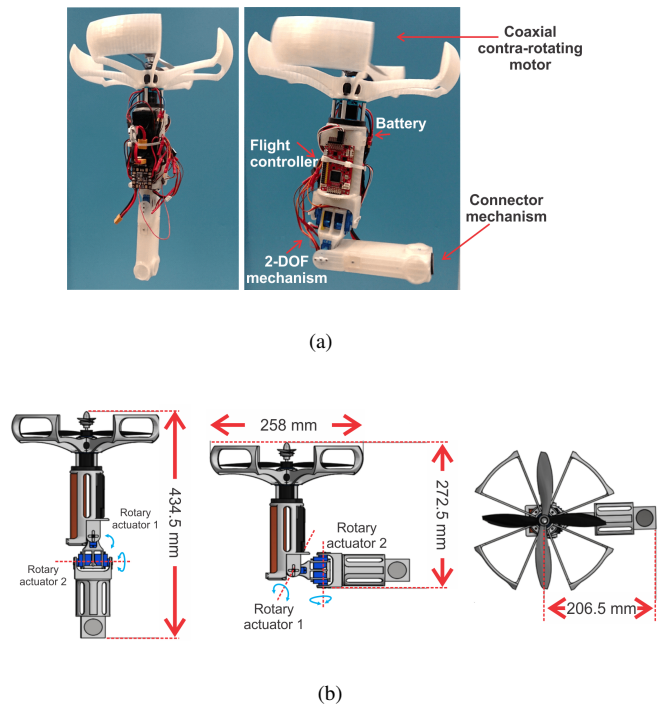 Coaxial
contra-rotating
motor
Battery
Flight
controller
Connector
mechanism
2-DOF
mechanism
(a)
258 mm
434.5 mm
272.5 mm
Rotary
actuator 1
Rotary
actuator 2
Rotary
actuator 2
Rotary
actuator 1
206.5 mm
(b)